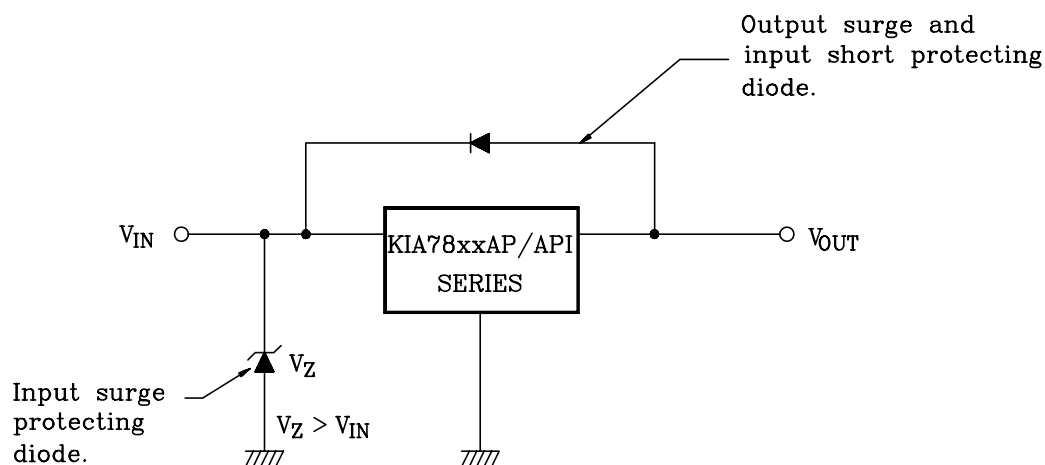 Output surge and
input short protecting
diode.
VIN
KIA78xxAP/API
SERIES
VOUT
VZ
Input surge
protecting
diode.
VZ > VIN